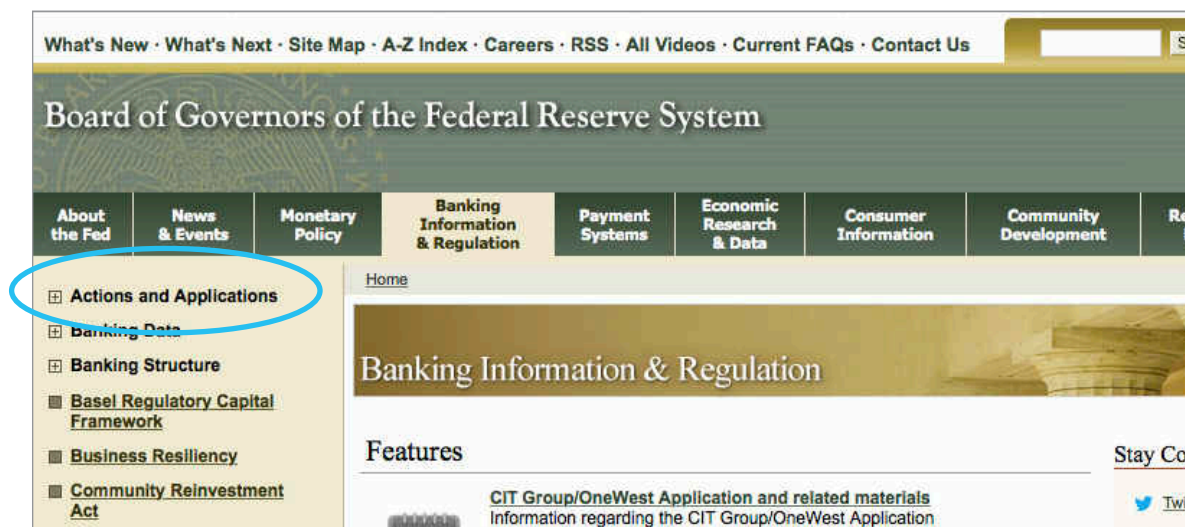 What's New · What's Next · Site Map · A-Z Index · Careers · RSS · All Videos · Current FAQs · Contact Us
Board of Governors of the Federal Reserve System
About the Fed
News & Events
Monetary Policy
Banking Information & Regulation
Payment Systems
Economic Research & Data
Consumer Information
Community Development
Home
Actions and Applications
Banking Data
Banking Structure
Basel Regulatory Capital
Framework
Business Resiliency
Community Reinvestment
Act
Banking Information & Regulation
Features
CIT Group/OneWest Application and related materials
Information regarding the CIT Group/OneWest Application
Stay